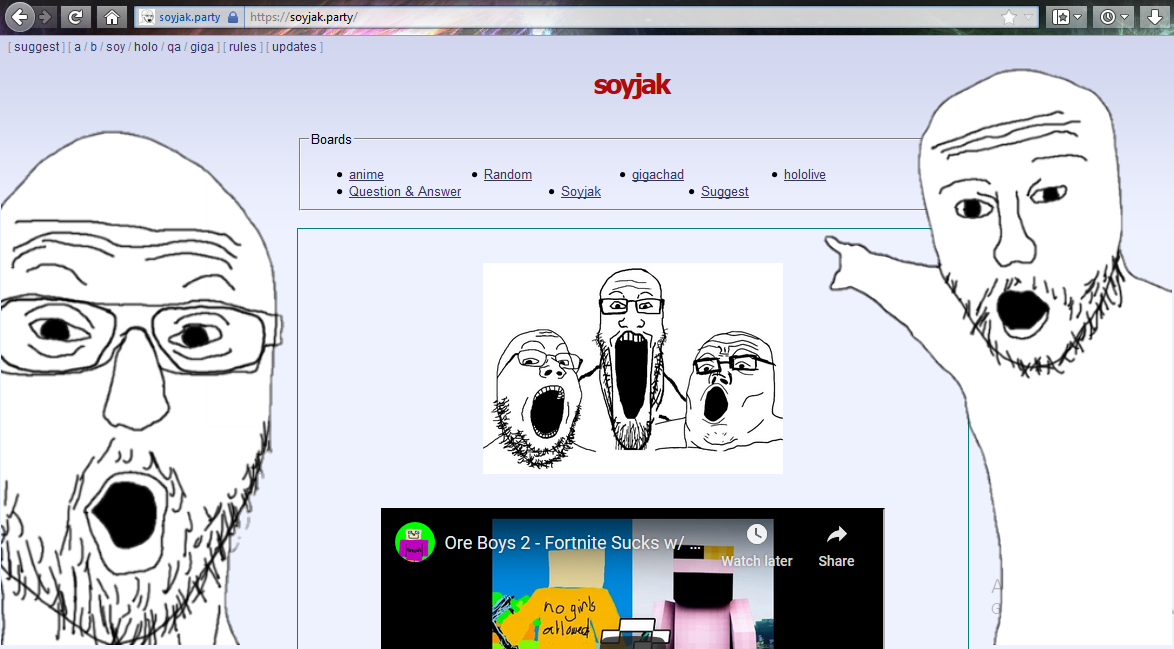 soyjak.party https://soyjak.party/
[ suggest ] [ a / b / soy / holo / qa / giga ] [ rules ] [ updates ]
soyjak
Boards
anime Random gigachad hololive
Question & Answer Soyjak Suggest
Ore Boys 2 - Fortnite Sucks w/ ...
Watch later Share
no girls
allowed